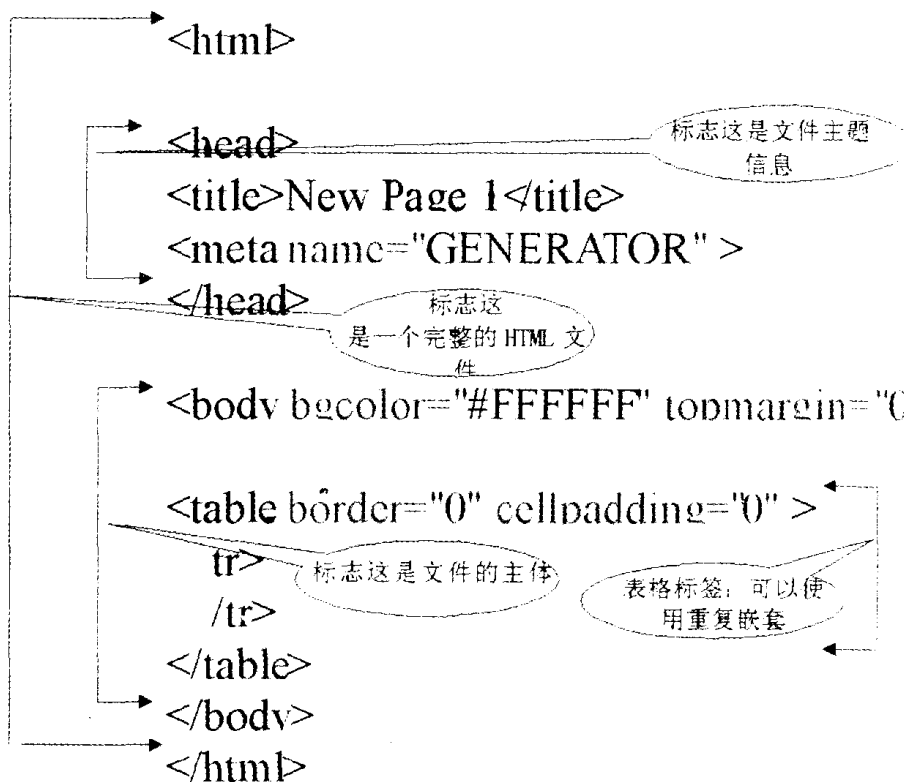 <html>
<head>
标志这是文件主题
信息
<title>New Page 1</title>
<meta name="GENERATOR" >
</head>
标志这
是一个完整的 HTML 文
件
<body bgcolor="#FFFFFF" topmargin="0
<table border="0" cellpadding="0" >
tr>
标志这是文件的主体
/tr>
表格标签：可以使
用重复嵌套
</table>
</body>
</html>